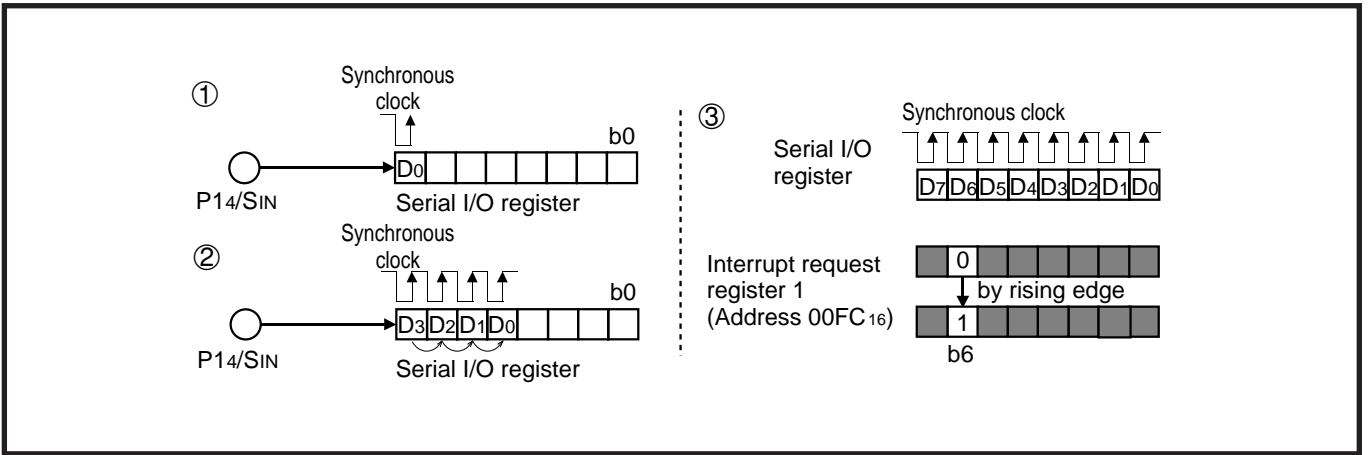 ①
Synchronous
clock
b0
D0
P14/SIN
Serial I/O register
②
Synchronous
clock
b0
D3 D2 D1 D0
P14/SIN
Serial I/O register
③
Synchronous clock
Serial I/O
register
D7 D6 D5 D4 D3 D2 D1 D0
Interrupt request
register 1
(Address 00FC16)
0
by rising edge
1
b6